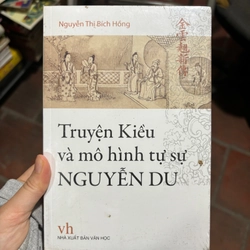 Nguyễn Thị Bích Hồng
Truyện Kiều
và mô hình tự sự
NGUYỄN DU
vh
NHÀ XUẤT BẢN VĂN HỌC